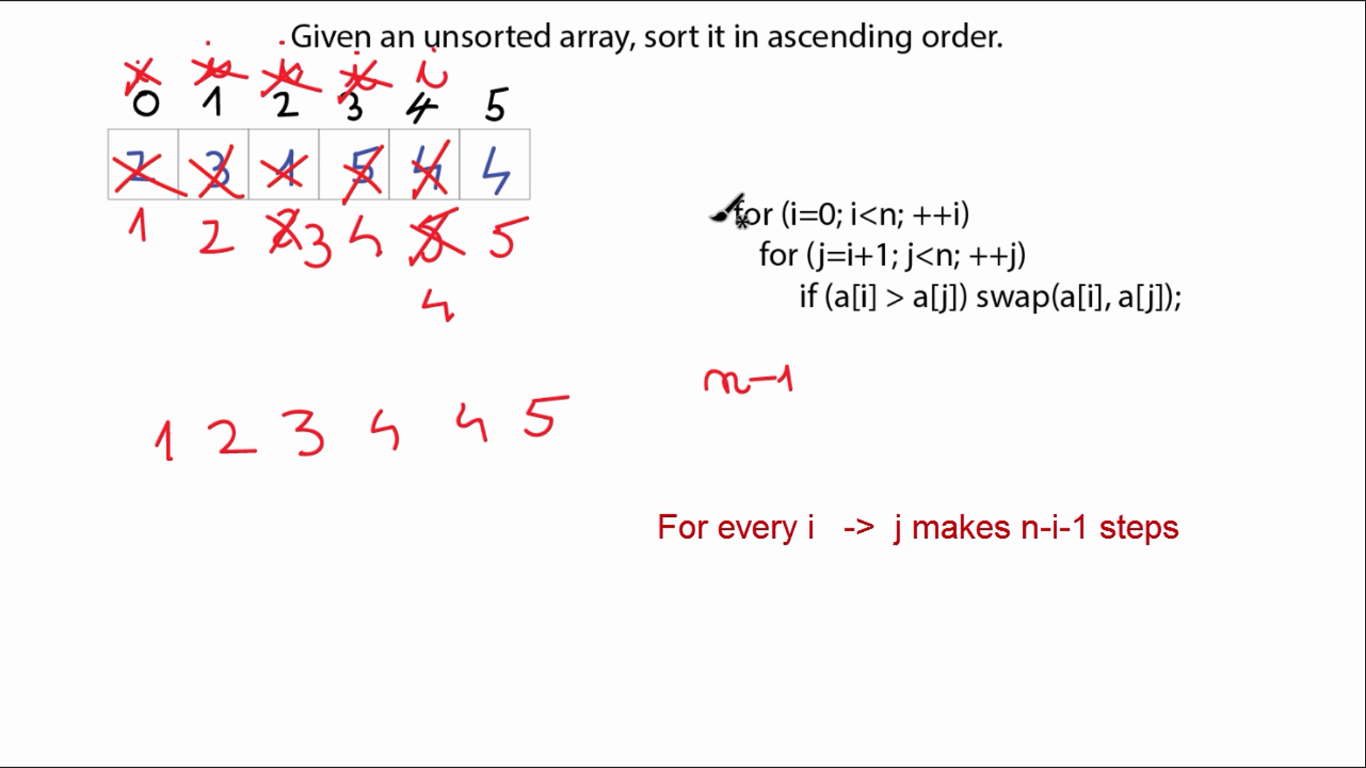 Given an unsorted array, sort it in ascending order.
i i i i i
0 1 2 3 4 5
2 3 1 5 4 4
1 2 2 3 4 5 5
4
for (i=0; i<n; ++i)
for (j=i+1; j<n; ++j)
if (a[i] > a[j]) swap(a[i], a[j]);
n-1
1 2 3 4 4 5
For every i -> j makes n-i-1 steps